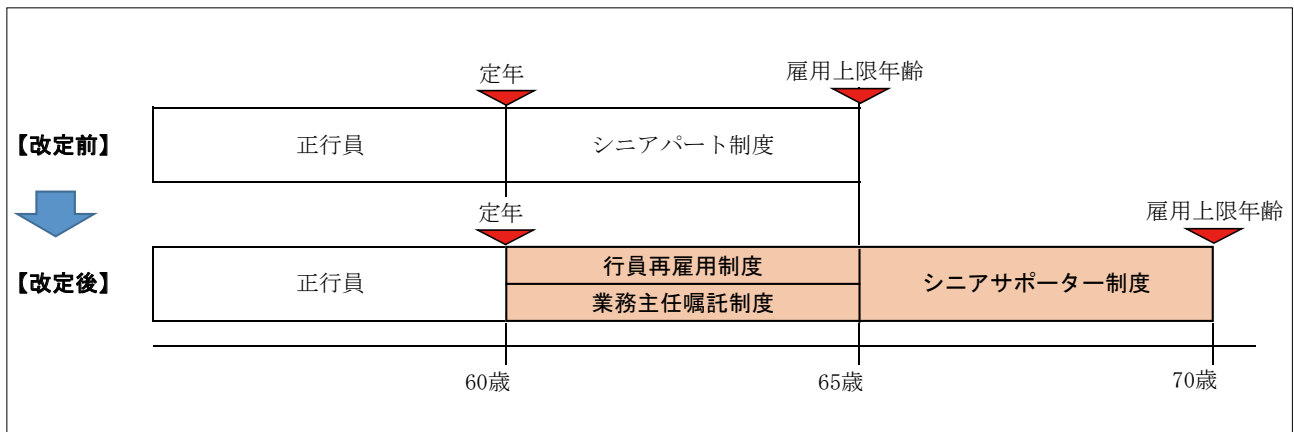 定年
雇用上限年齢
【改定前】
正行員
シニアパート制度
定年
雇用上限年齢
【改定後】
正行員
行員再雇用制度
業務主任嘱託制度
シニアサポーター制度
60歳
65歳
70歳